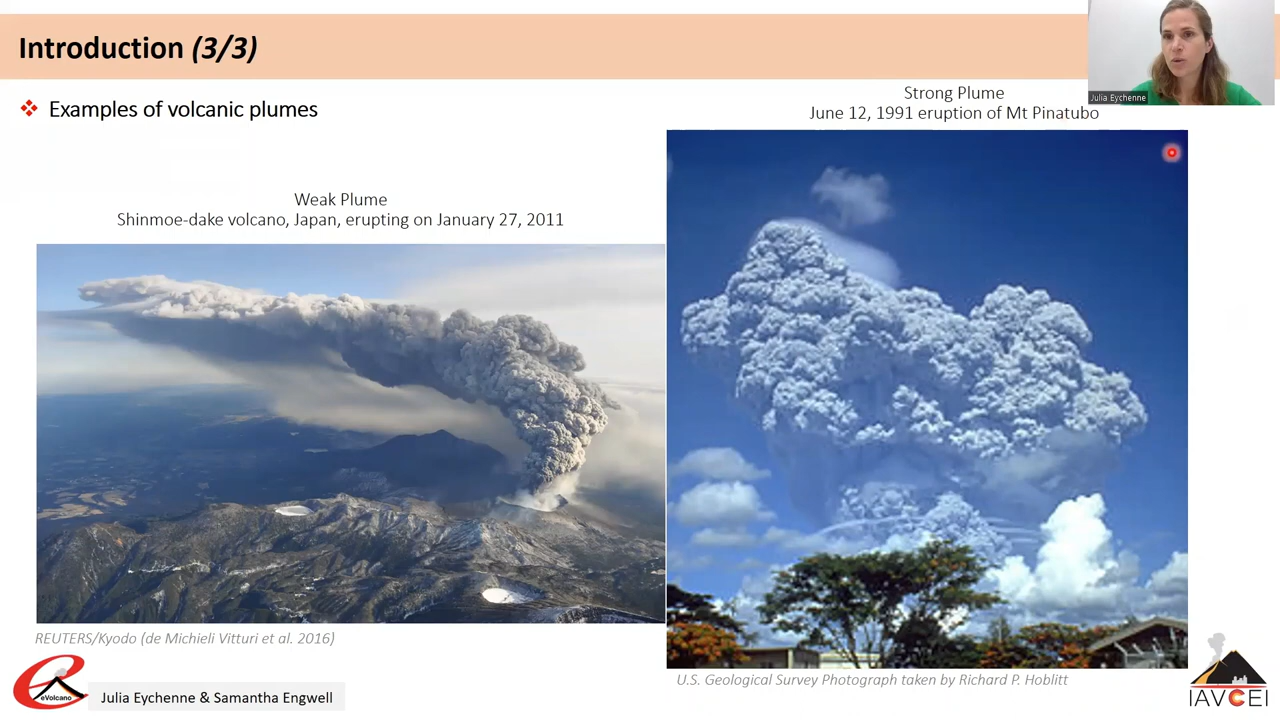 Introduction (3/3)
Julia Eychenne
Examples of volcanic plumes
Strong Plume
June 12, 1991 eruption of Mt Pinatubo
Weak Plume
Shinmoe-dake volcano, Japan, erupting on January 27, 2011
REUTERS/Kyodo (de Michieli Vitturi et al. 2016)
U.S. Geological Survey Photograph taken by Richard P. Hoblitt
eVolcano
Julia Eychenne & Samantha Engwell
IAVCEI